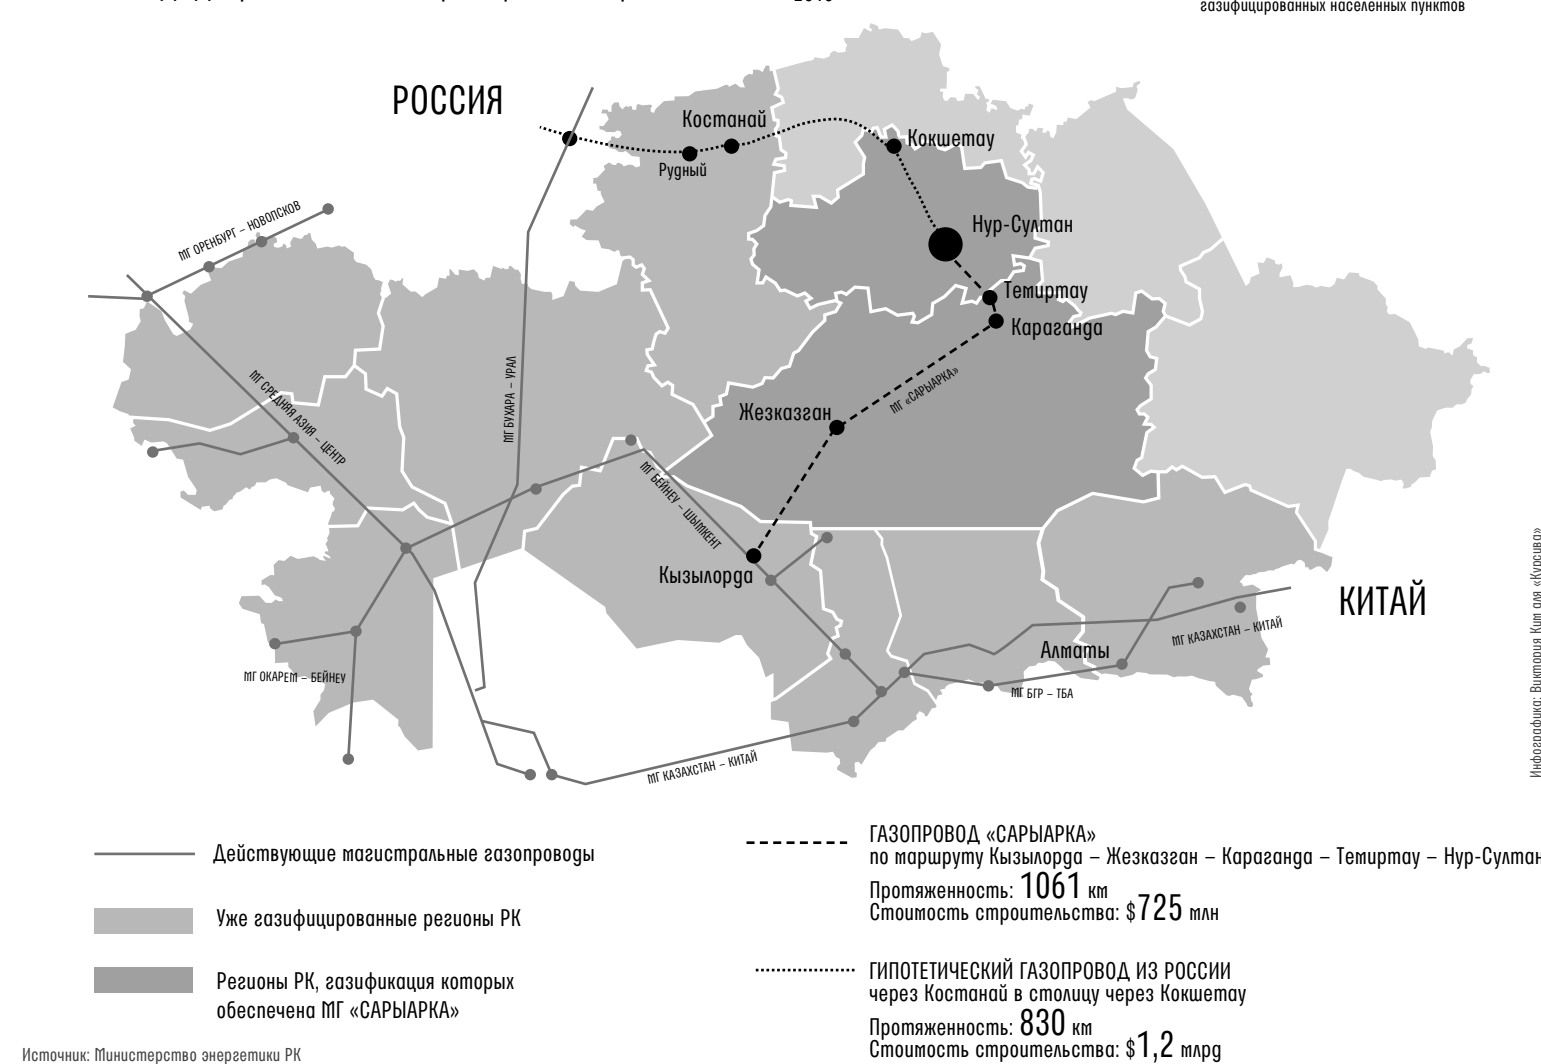 газифицированных населенных пунктов
РОССИЯ
Костанай
Рудный
Кокшетау
Нур-Султан
Темиртау
Караганда
Жезказган
МГ «САРЫАРКА»
Кызылорда
МГ ОРЕНБУРГ – НОВОПСКОВ
МГ СРЕДНЯЯ АЗИЯ – ЦЕНТР
МГ БУХАРА – УРАЛ
МГ БЕЙНЕУ – ШЫМКЕНТ
КИТАЙ
Алматы
МГ КАЗАХСТАН – КИТАЙ
МГ ОКАРЕМ – БЕЙНЕУ
МГ БГР – ТБА
МГ КАЗАХСТАН – КИТАЙ
Инфографика: Виктория Ким для «Курсива»
Действующие магистральные газопроводы
Уже газифицированные регионы РК
Регионы РК, газификация которых
обеспечена МГ «САРЫАРКА»
ГАЗОПРОВОД «САРЫАРКА»
по маршруту Кызылорда – Жезказган – Караганда – Темиртау – Нур-Султан
Протяженность: 1061 км
Стоимость строительства: $725 млн
ГИПОТЕТИЧЕСКИЙ ГАЗОПРОВОД ИЗ РОССИИ
через Костанай в столицу через Кокшетау
Протяженность: 830 км
Стоимость строительства: $1,2 млрд
Источник: Министерство энергетики РК